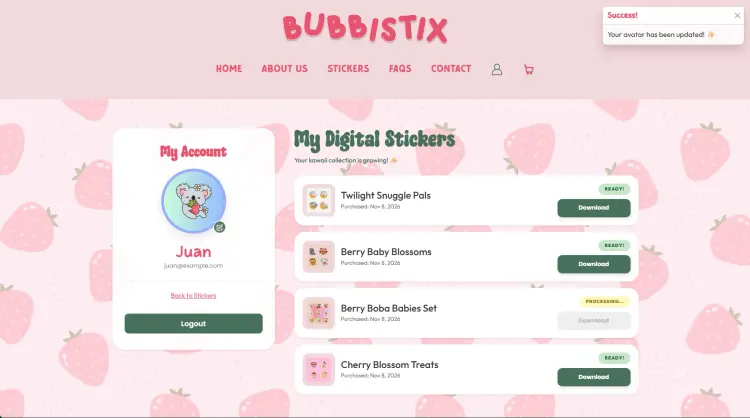 BUBBISTIX
Success!
Your avatar has been updated! ✨
HOME ABOUT US STICKERS FAQS CONTACT
My Account
Juan
juan@example.com
Back to Stickers
Logout
My Digital Stickers
Your kawaii collection is growing! ✨
Twilight Snuggle Pals
Purchased: Nov 8, 2026
READY!
Download
Berry Baby Blossoms
Purchased: Nov 8, 2026
READY!
Download
Berry Boba Babies Set
Purchased: Nov 8, 2026
PROCESSING...
Download
Cherry Blossom Treats
Purchased: Nov 8, 2026
READY!
Download